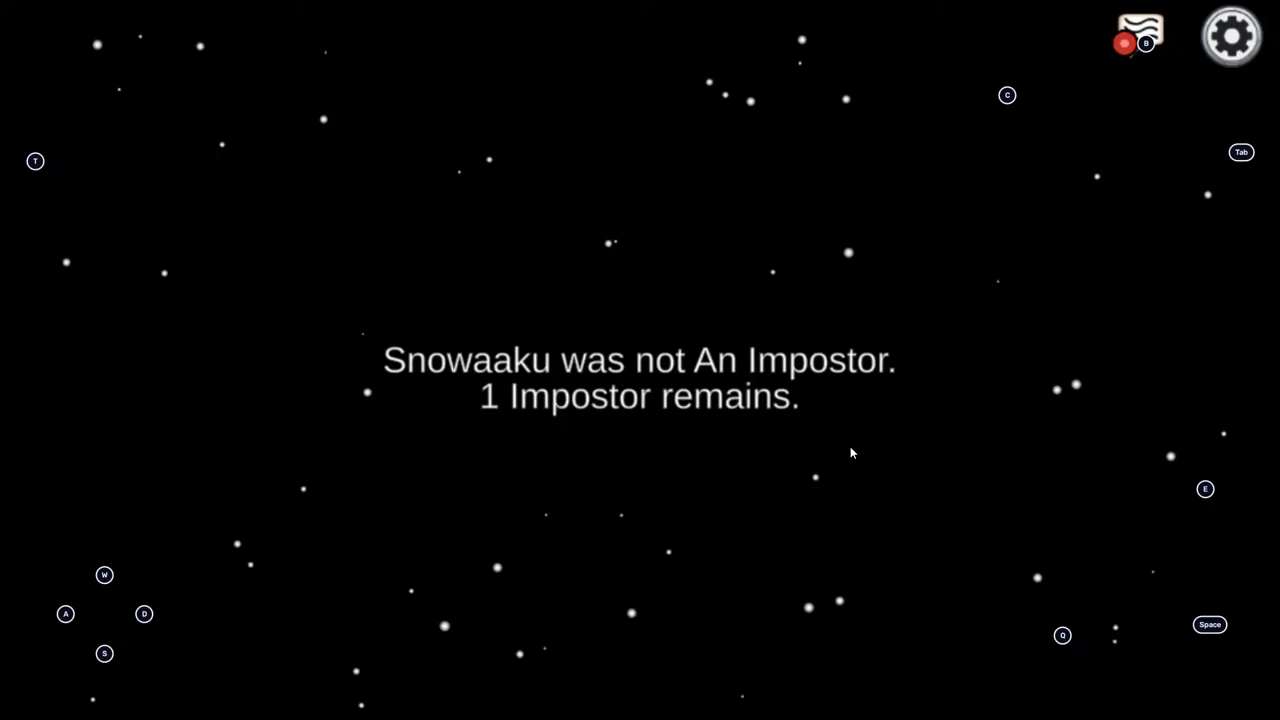 B
C
T
Tab
Snowaaku was not An Impostor.
1 Impostor remains.
E
W
A D
Space
Q
S